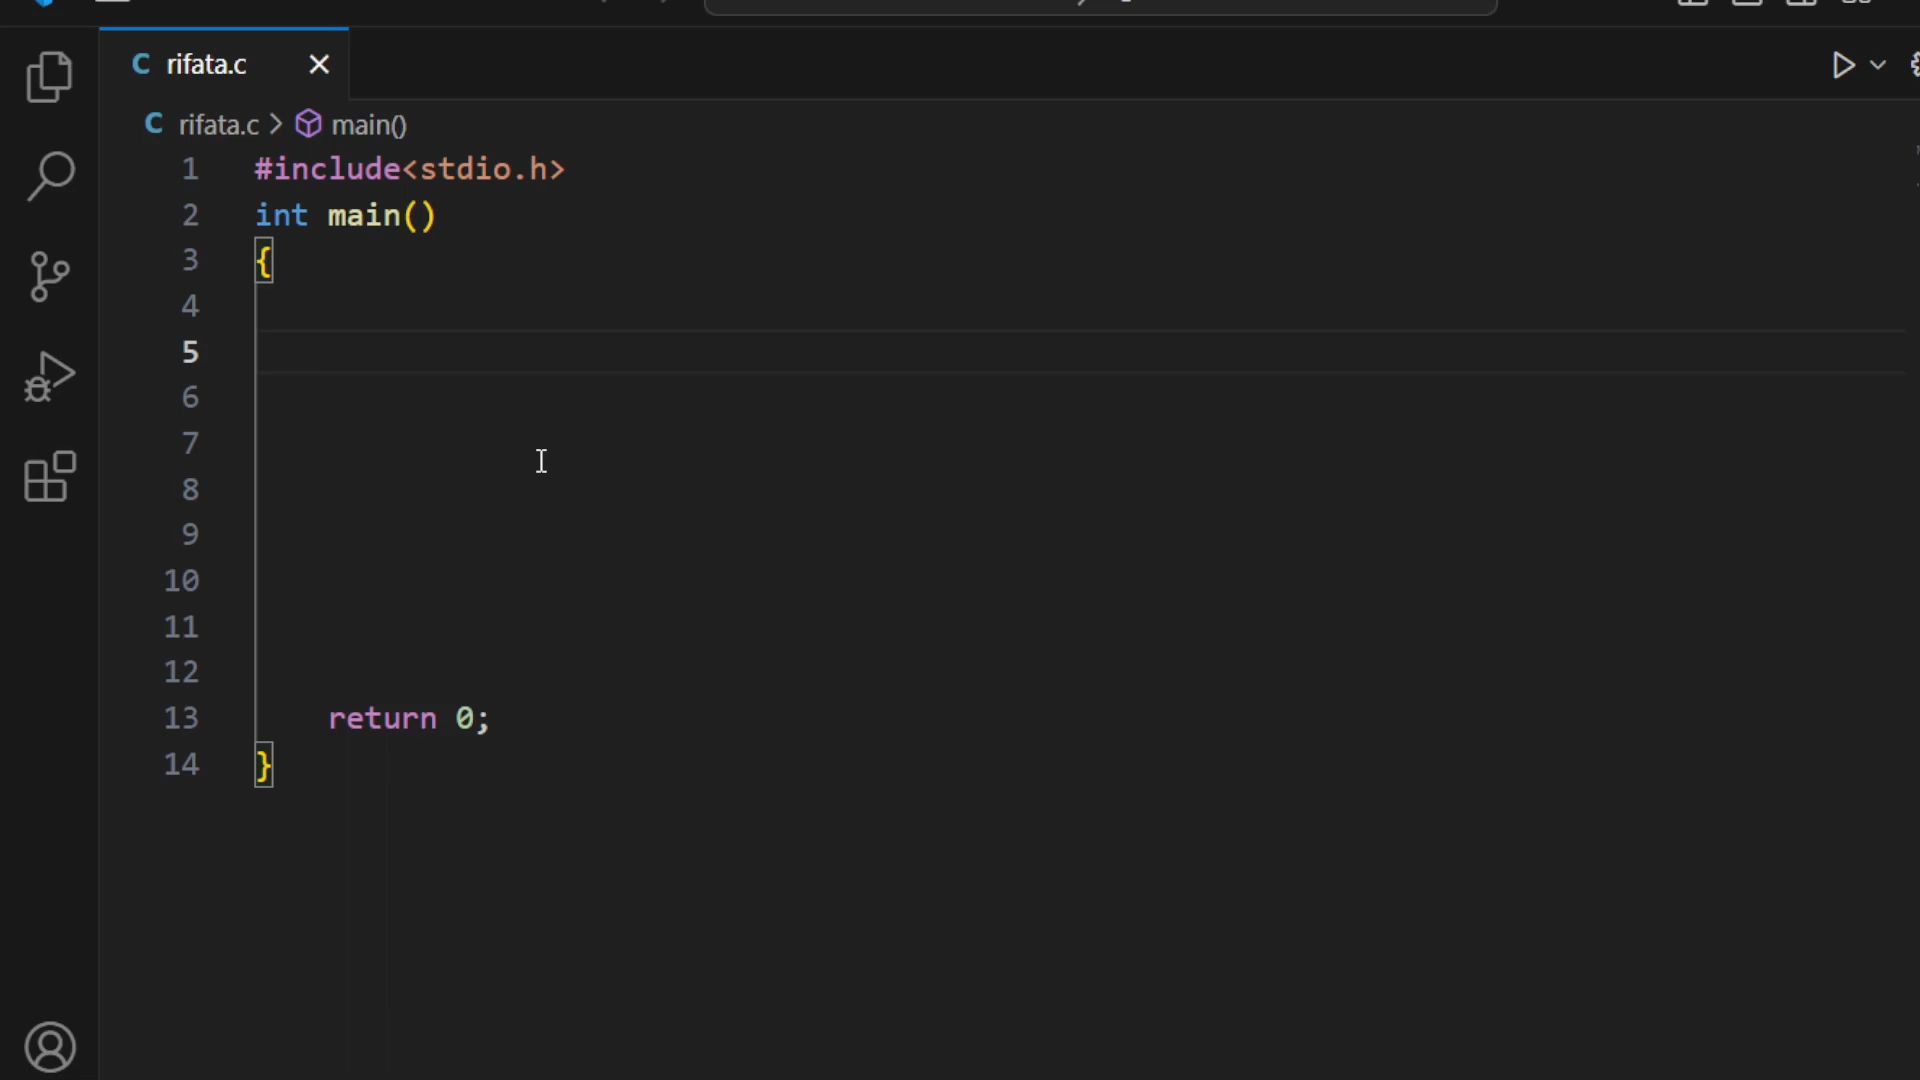 C rifata.c
C rifata.c > main()
1 #include<stdio.h>
2 int main()
3 {
4
5
6
7
8
9
10
11
12
13 return 0;
14 }